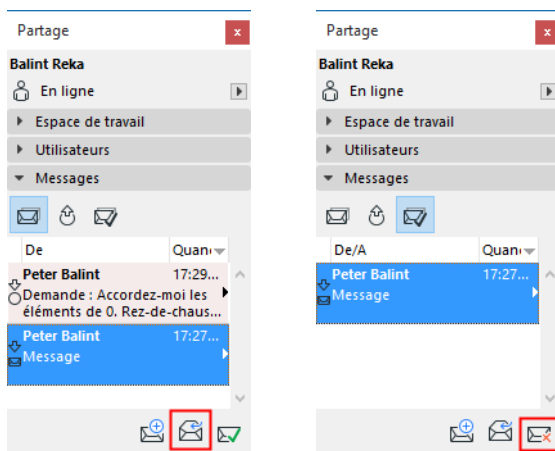 Partage
Balint Reka
En ligne
Espace de travail
Utilisateurs
Messages
De Quan
Peter Balint 17:29...
Demande : Accordez-moi les
éléments de 0. Rez-de-chaus...
Peter Balint 17:27...
Message
Partage
Balint Reka
En ligne
Espace de travail
Utilisateurs
Messages
De/A Quan
Peter Balint 17:27...
Message